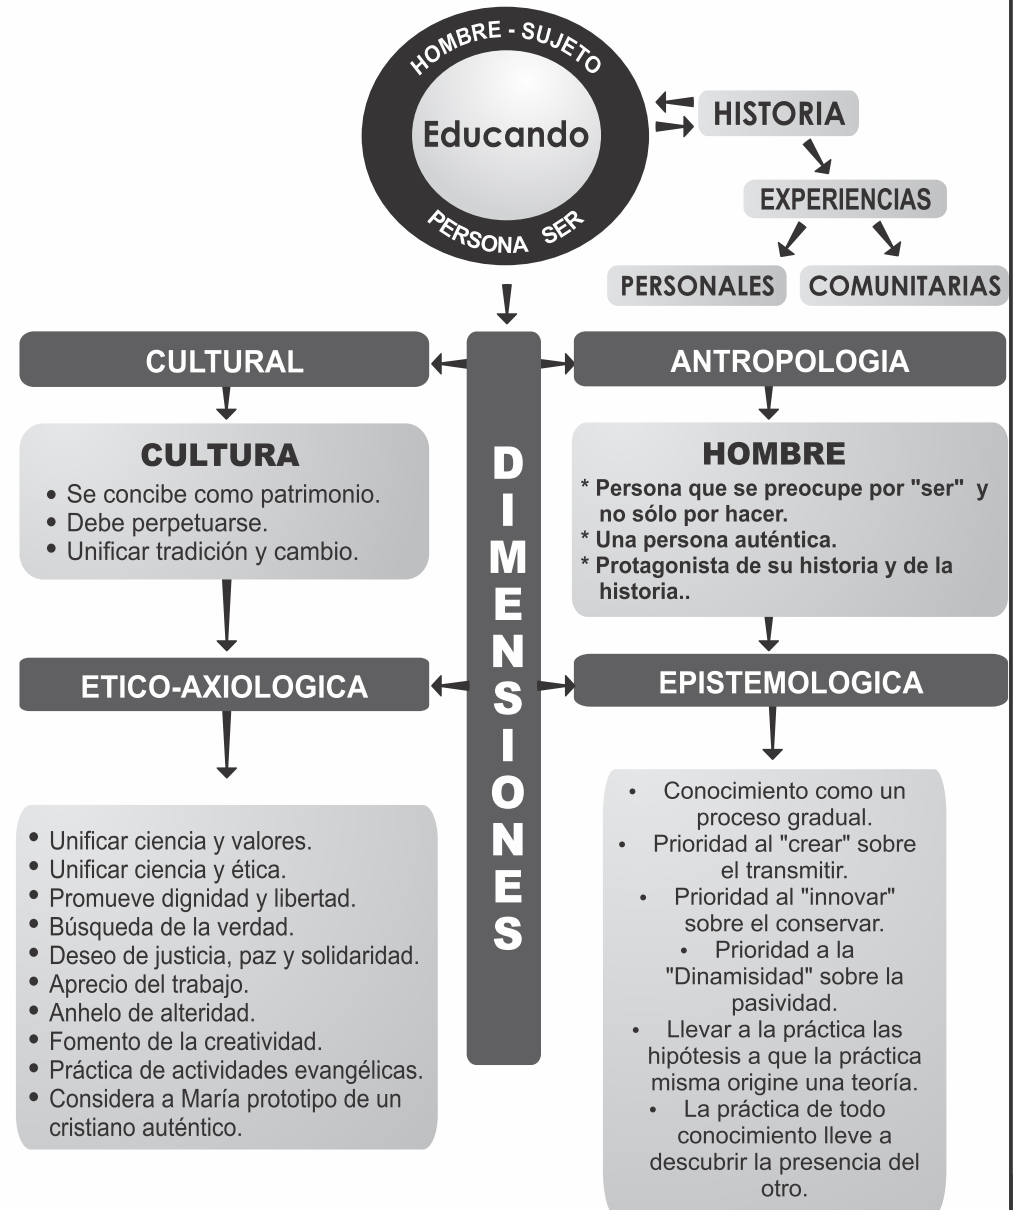 HOMBRE - SUJETO
Educando
PERSONA SER
HISTORIA
EXPERIENCIAS
PERSONALES
COMUNITARIAS
DIMENSIONES
CULTURAL
CULTURA
• Se concibe como patrimonio.
• Debe perpetuarse.
• Unificar tradición y cambio.
ANTROPOLOGIA
HOMBRE
* Persona que se preocupe por "ser" y
no sólo por hacer.
* Una persona auténtica.
* Protagonista de su historia y de la
historia..
ETICO-AXIOLOGICA
• Unificar ciencia y valores.
• Unificar ciencia y ética.
• Promueve dignidad y libertad.
• Búsqueda de la verdad.
• Deseo de justicia, paz y solidaridad.
• Aprecio del trabajo.
• Anhelo de alteridad.
• Fomento de la creatividad.
• Práctica de actividades evangélicas.
• Considera a María prototipo de un
cristiano auténtico.
EPISTEMOLOGICA
• Conocimiento como un
proceso gradual.
• Prioridad al "crear" sobre
el transmitir.
• Prioridad al "innovar"
sobre el conservar.
• Prioridad a la
"Dinamisidad" sobre la
pasividad.
• Llevar a la práctica las
hipótesis a que la práctica
misma origine una teoría.
• La práctica de todo
conocimiento lleve a
descubrir la presencia del
otro.